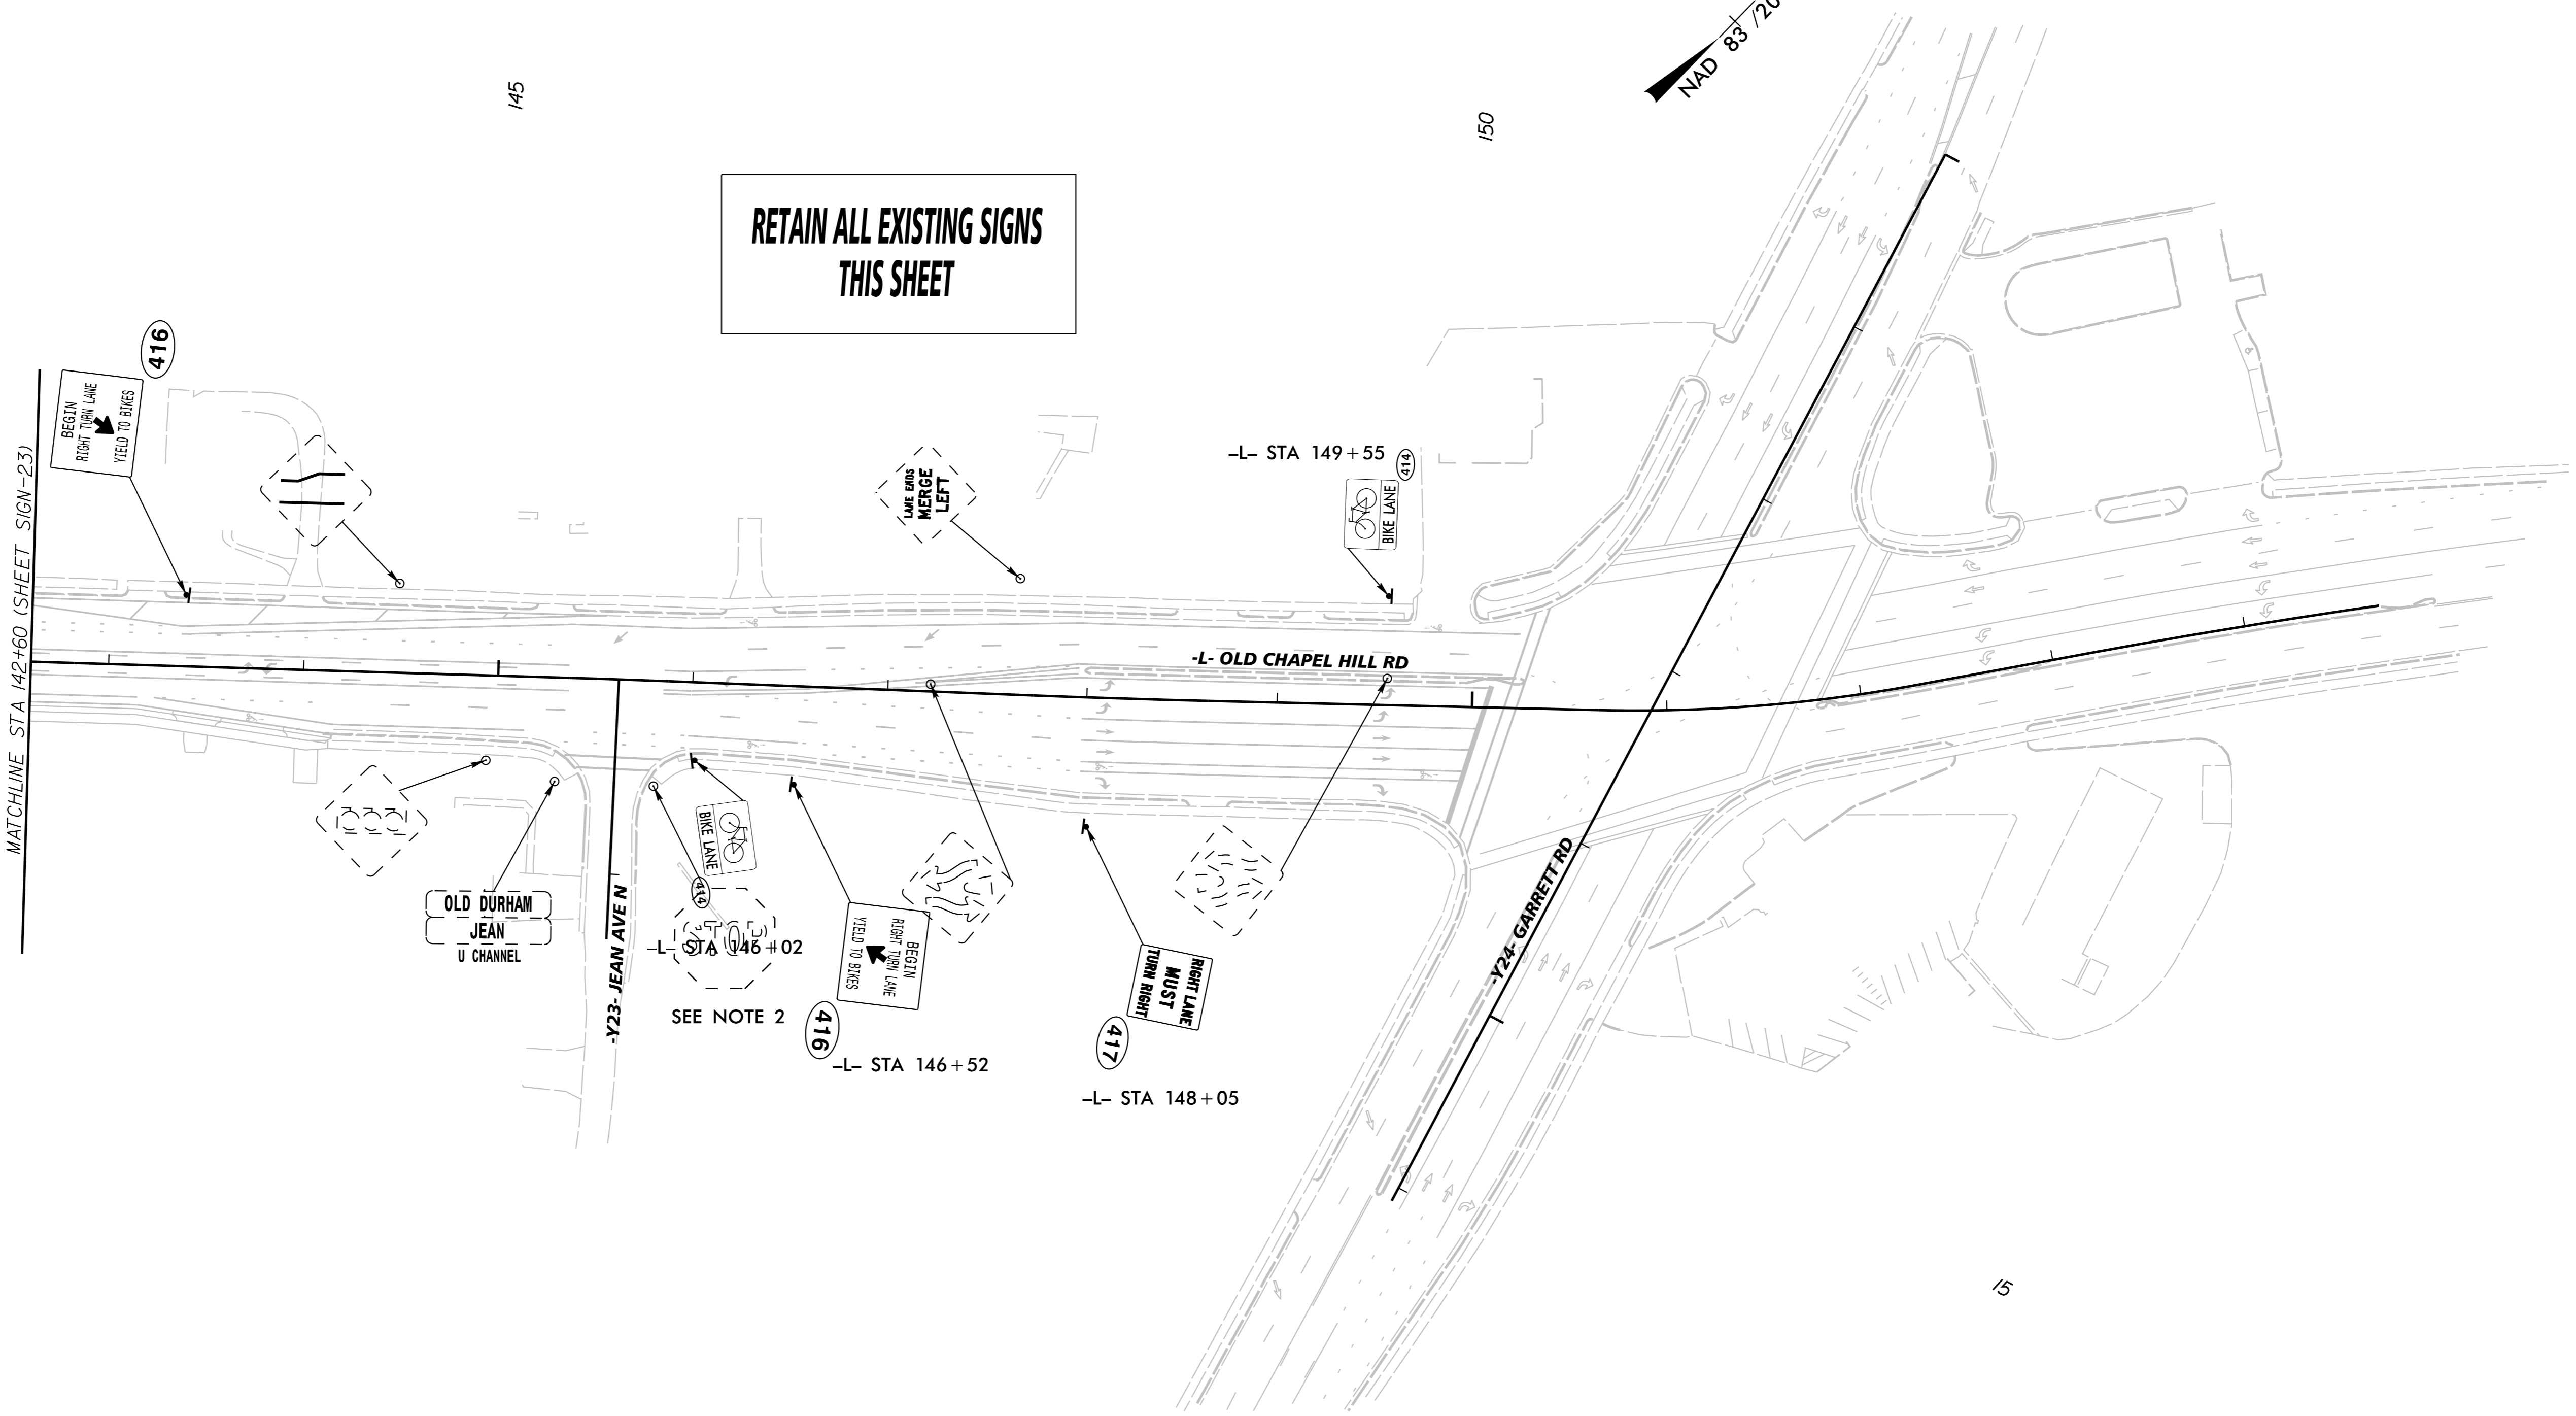 NAD 83 /20
145
150
RETAIN ALL EXISTING SIGNS
THIS SHEET
416
BEGIN
RIGHT TURN LANE
YIELD TO BIKES
MATCHLINE STA 142+60 (SHEET SIGN-23)
LANE ENDS
MERGE
LEFT
-L- STA 149+55
414
BIKE LANE
-L- OLD CHAPEL HILL RD
OLD DURHAM
JEAN
U CHANNEL
-Y23- JEAN AVE N
BIKE LANE
414
STOP
-L- STA 146+02
SEE NOTE 2
BEGIN
RIGHT TURN LANE
YIELD TO BIKES
416
-L- STA 146+52
RIGHT LANE
MUST
TURN RIGHT
417
-L- STA 148+05
-Y24- GARRETT RD
15